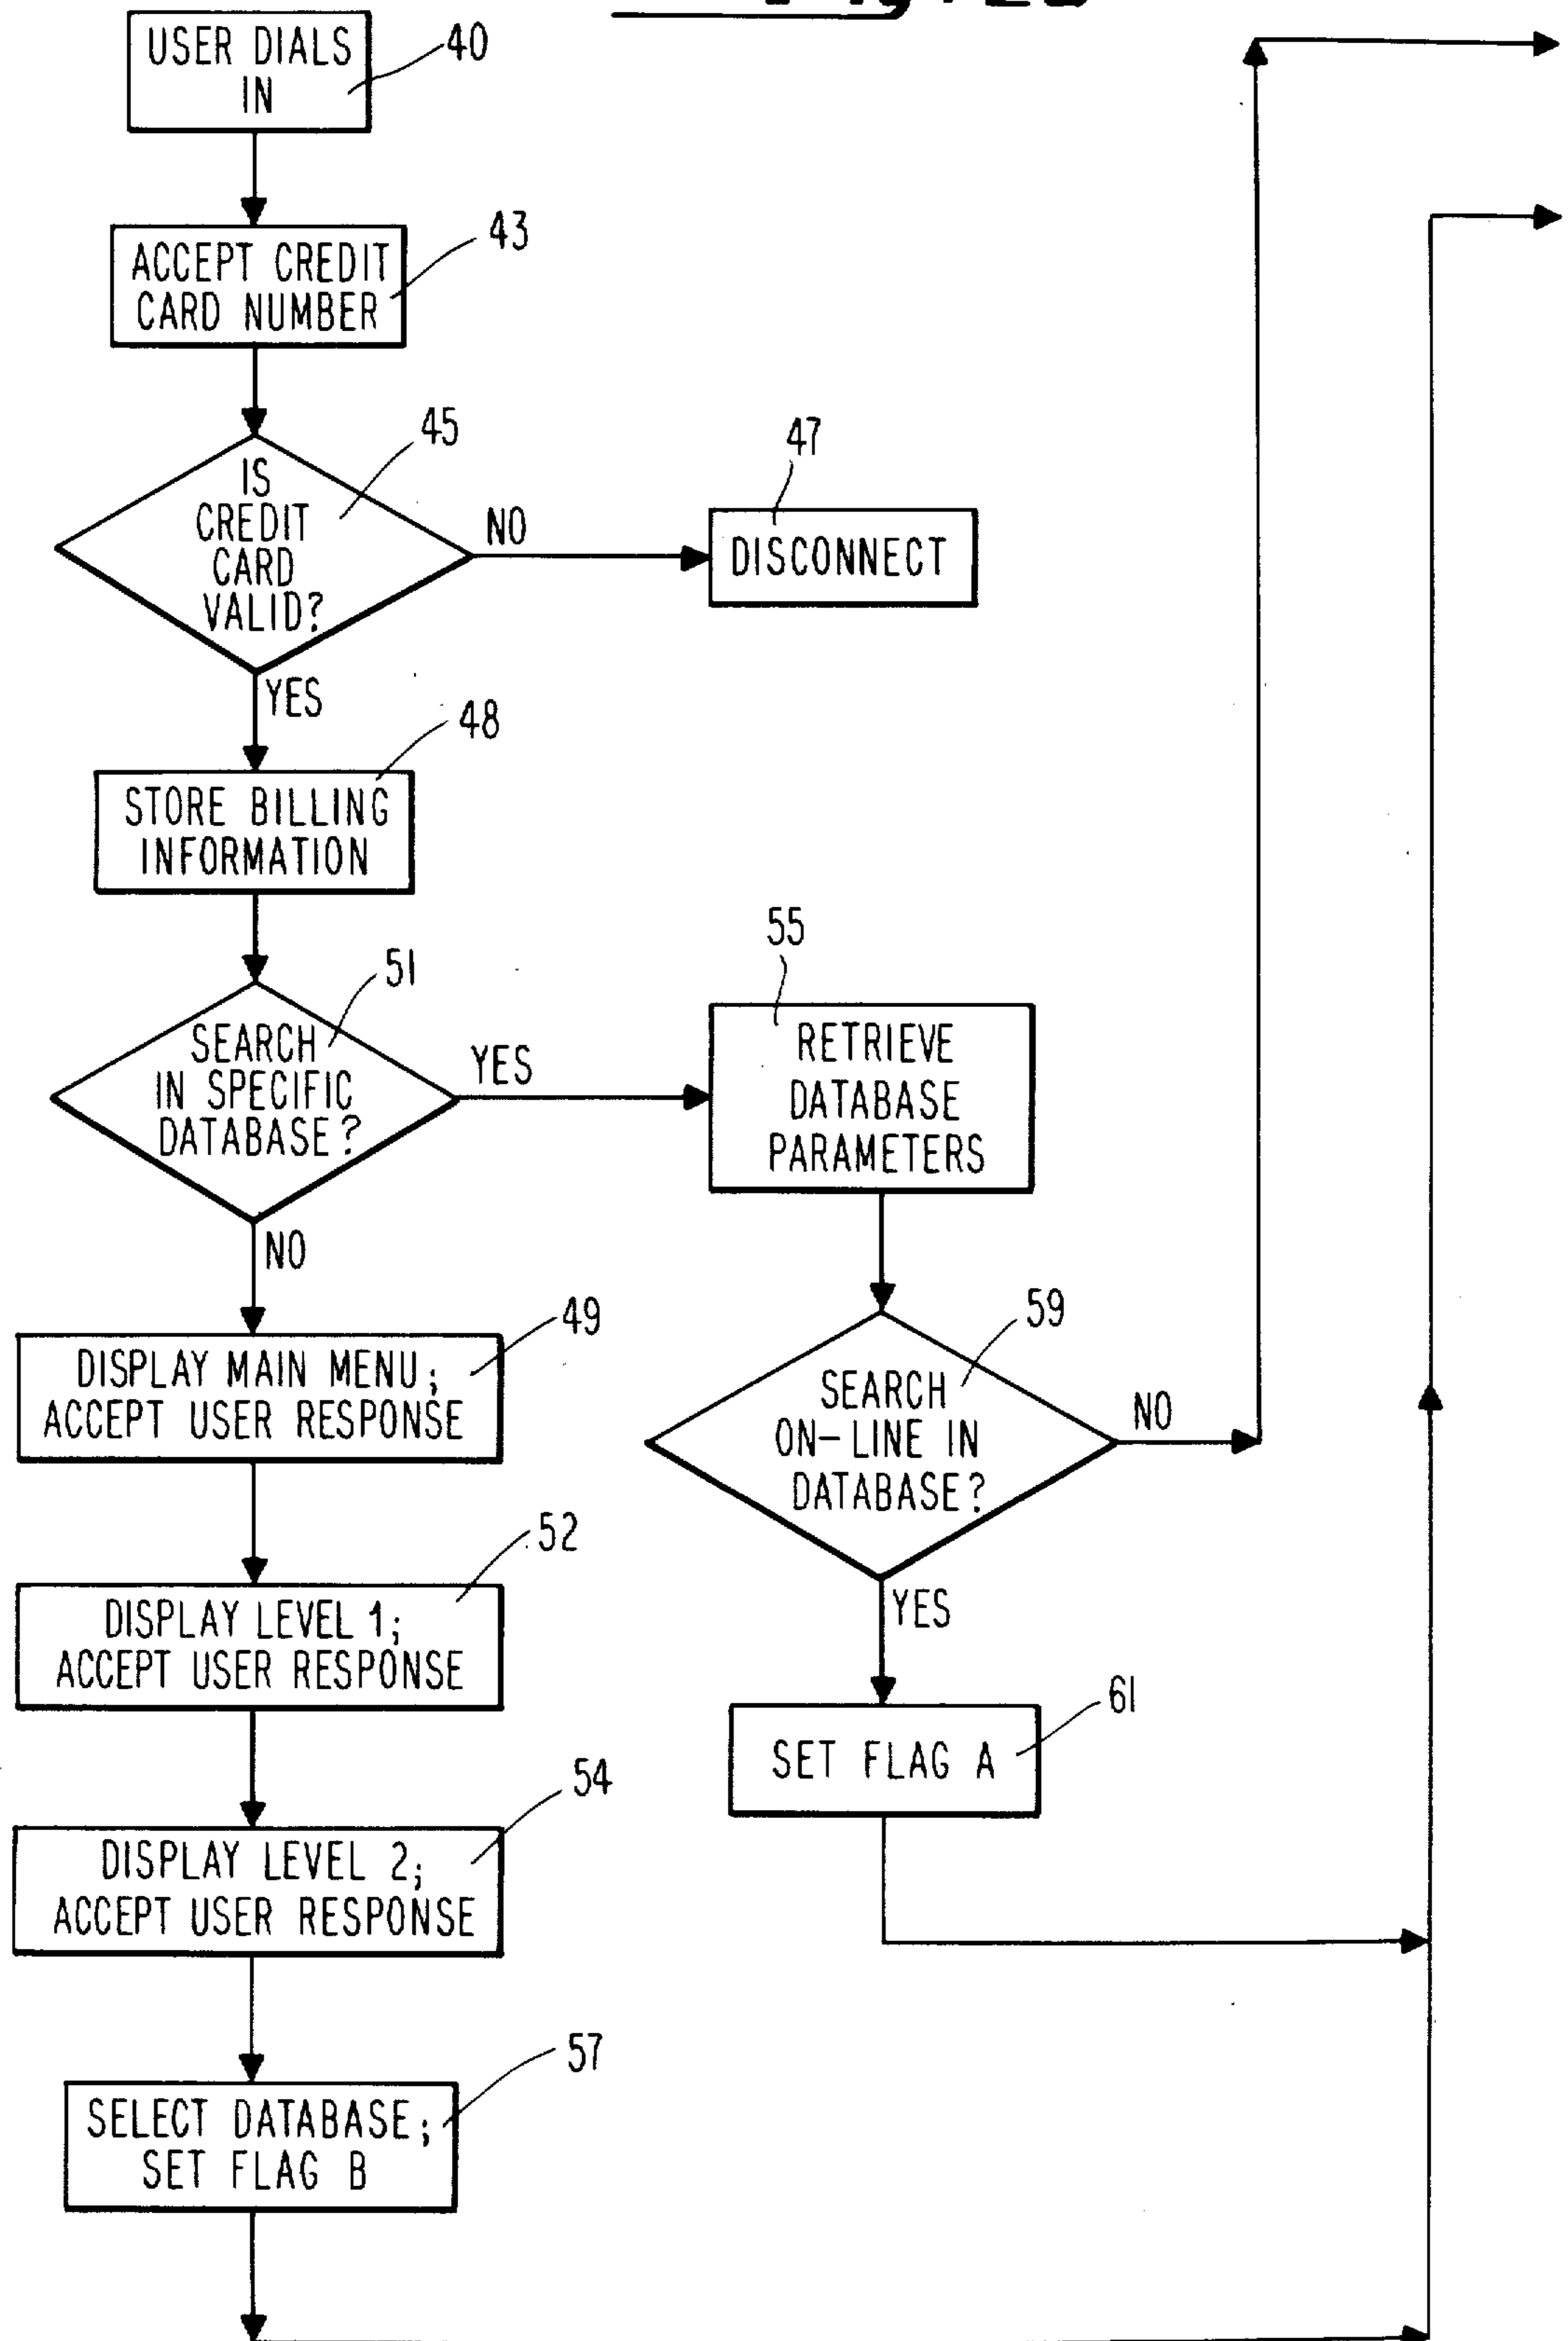 USER DIALS
IN
40
ACCEPT CREDIT
CARD NUMBER
43
IS
CREDIT
CARD
VALID?
45
NO
47
DISCONNECT
YES
48
STORE BILLING
INFORMATION
51
SEARCH
IN SPECIFIC
DATABASE?
YES
55
RETRIEVE
DATABASE
PARAMETERS
NO
49
DISPLAY MAIN MENU;
ACCEPT USER RESPONSE
59
SEARCH
ON-LINE IN
DATABASE?
NO
YES
52
DISPLAY LEVEL 1;
ACCEPT USER RESPONSE
61
SET FLAG A
54
DISPLAY LEVEL 2;
ACCEPT USER RESPONSE
57
SELECT DATABASE;
SET FLAG B